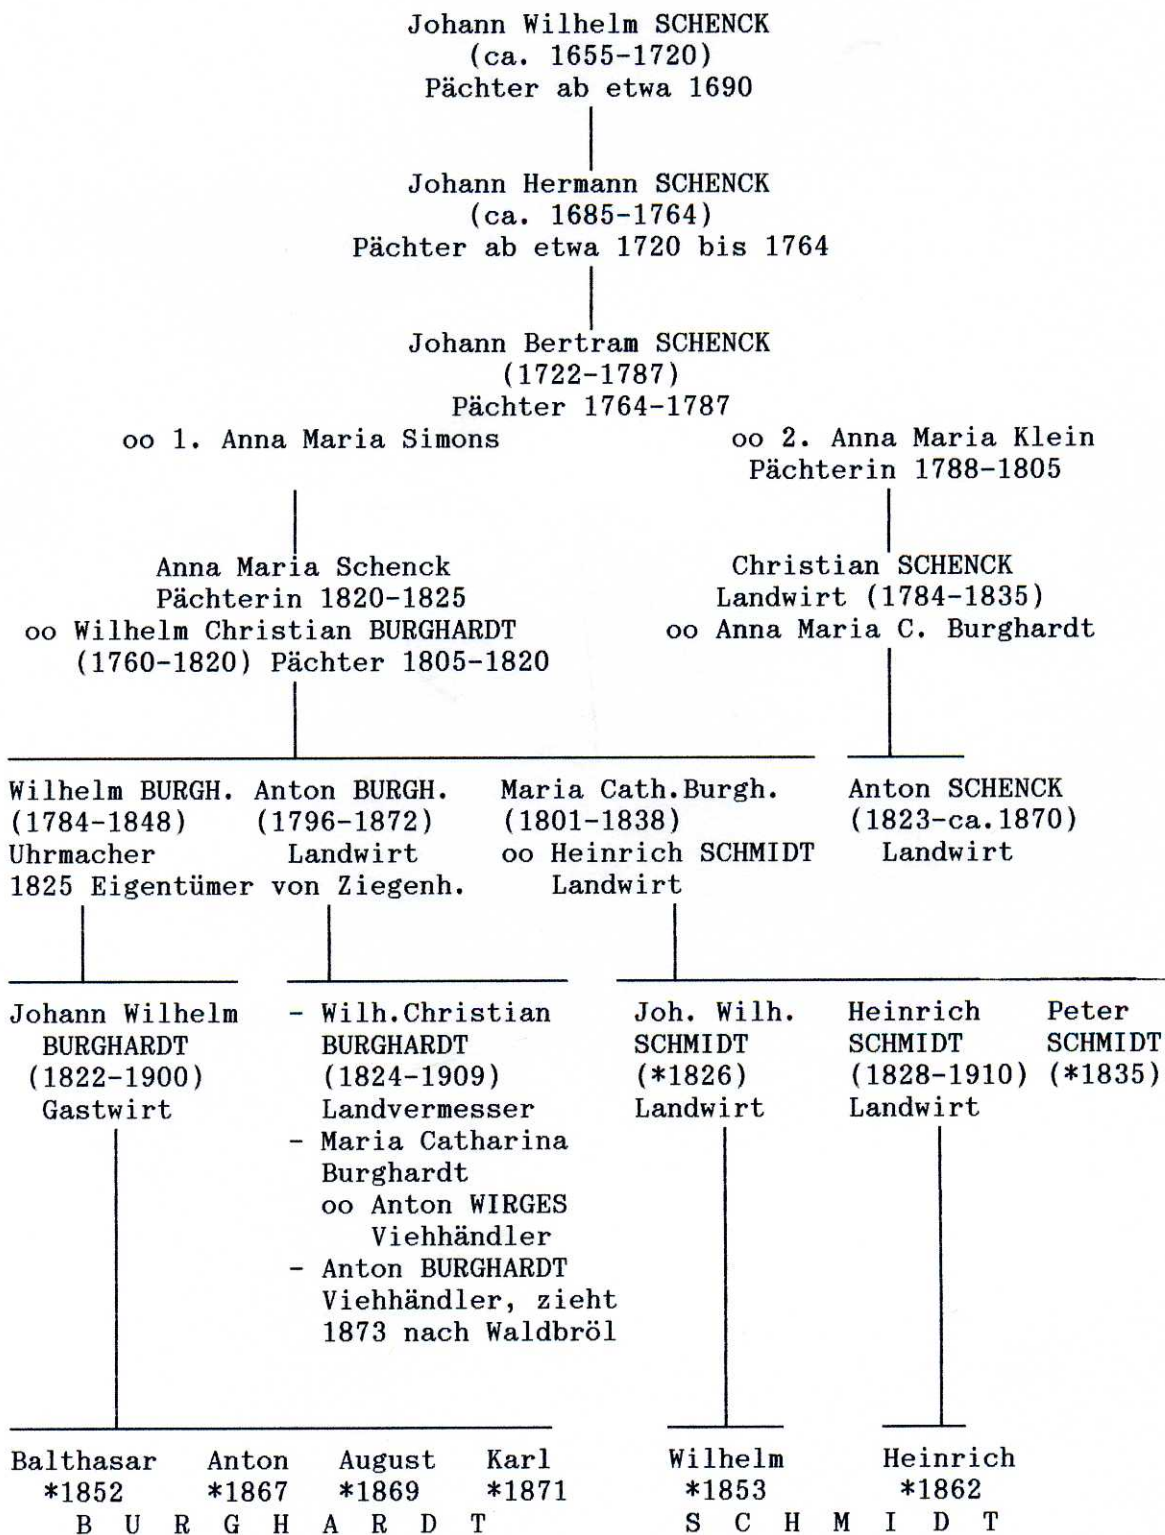 Johann Wilhelm SCHENCK
(ca. 1655-1720)
Pächter ab etwa 1690
Johann Hermann SCHENCK
(ca. 1685-1764)
Pächter ab etwa 1720 bis 1764
Johann Bertram SCHENCK
(1722-1787)
Pächter 1764-1787
oo 1. Anna Maria Simons
oo 2. Anna Maria Klein
Pächterin 1788-1805
Anna Maria Schenck
Pächterin 1820-1825
oo Wilhelm Christian BURGHARDT
(1760-1820) Pächter 1805-1820
Christian SCHENCK
Landwirt (1784-1835)
oo Anna Maria C. Burghardt
Wilhelm BURGH.
(1784-1848)
Uhrmacher
Anton BURGH.
(1796-1872)
Landwirt
1825 Eigentümer von Ziegenh.
Maria Cath.Burgh.
(1801-1838)
oo Heinrich SCHMIDT
Landwirt
Anton SCHENCK
(1823-ca.1870)
Landwirt
Johann Wilhelm
BURGHARDT
(1822-1900)
Gastwirt
- Wilh.Christian
BURGHARDT
(1824-1909)
Landvermesser
- Maria Catharina
Burghardt
oo Anton WIRGES
Viehhändler
- Anton BURGHARDT
Viehhändler, zieht
1873 nach Waldbröl
Joh. Wilh.
SCHMIDT
(*1826)
Landwirt
Heinrich
SCHMIDT
(1828-1910)
Landwirt
Peter
SCHMIDT
(*1835)
Balthasar
*1852
Anton
*1867
August
*1869
Karl
*1871
B U R G H A R D T
Wilhelm
*1853
Heinrich
*1862
S C H M I D T